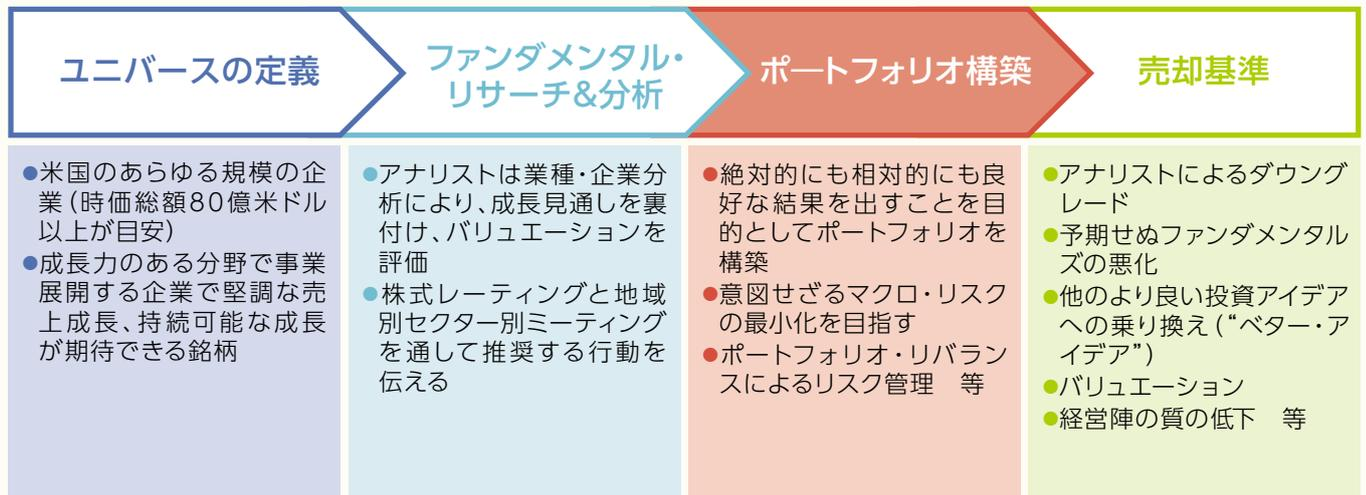 ユニバースの定義
ファンダメンタル・
リサーチ&分析
ポートフォリオ構築
売却基準
●米国のあらゆる規模の企
業(時価総額80億米ドル
以上が目安)
●成長力のある分野で事業
展開する企業で堅調な売
上成長、持続可能な成長
が期待できる銘柄
●アナリストは業種・企業分
析により、成長見通しを裏
付け、バリュエーションを
評価
●株式レーティングと地域
別セクター別ミーティング
を通して推奨する行動を
伝える
●絶対的にも相対的にも良
好な結果を出すことを目
的としてポートフォリオを
構築
●意図せざるマクロ・リスク
の最小化を目指す
●ポートフォリオ・リバラン
スによるリスク管理　等
●アナリストによるダウング
レード
●予期せぬファンダメンタル
ズの悪化
●他のより良い投資アイデア
への乗り換え(“ベター・ア
イデア”)
●バリュエーション
●経営陣の質の低下　等